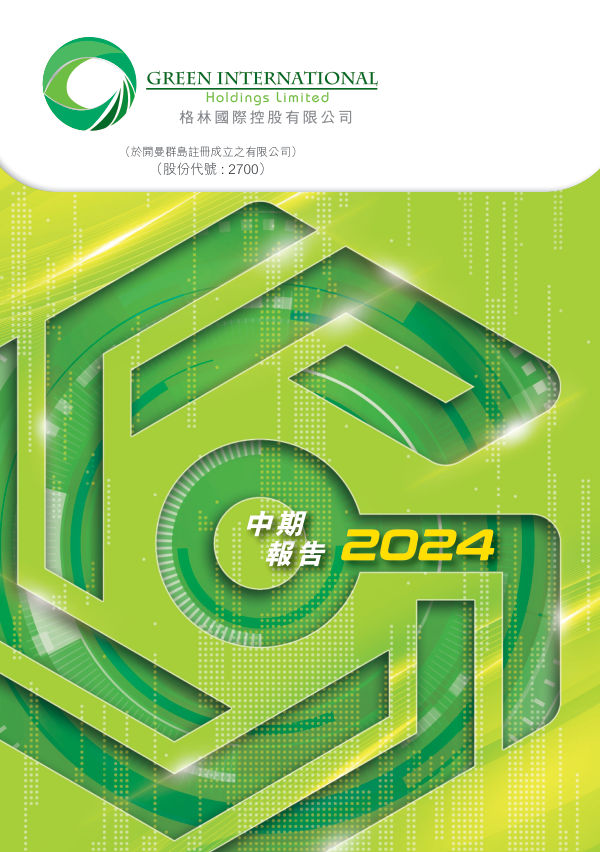 GREEN INTERNATIONAL
Holdings Limited
格林國際控股有限公司
（於開曼群島註冊成立之有限公司）
（股份代號 : 2700）
中期
報告 2024